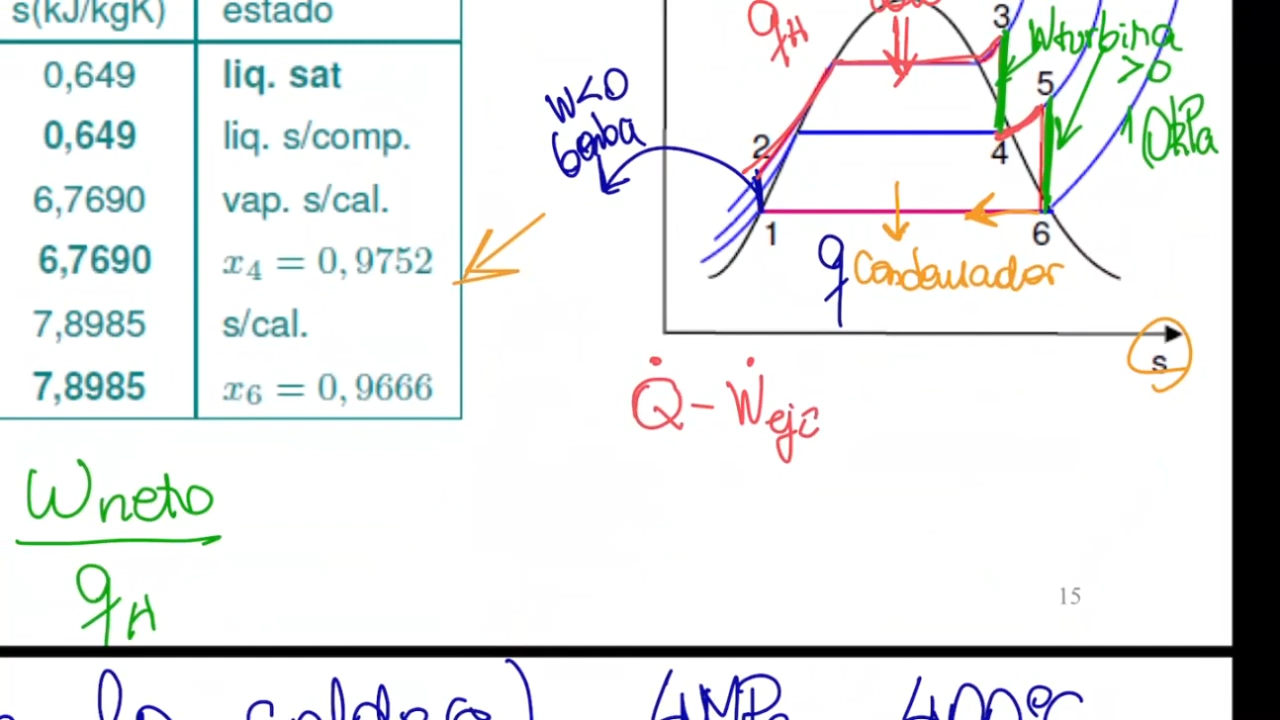 s(kJ/kgK) estado
0,649 liq. sat
0,649 liq. s/comp.
6,7690 vap. s/cal.
6,7690 x4 = 0,9752
7,8985 s/cal.
7,8985 x6 = 0,9666
qH
3
Wturbina
>0
5
W<0
bomba
2
4
10kPa
1
6
q Condensador
s
Q̇ - Ẇeje
Wneto
qH
15
la caldera) 4MPa 400°C